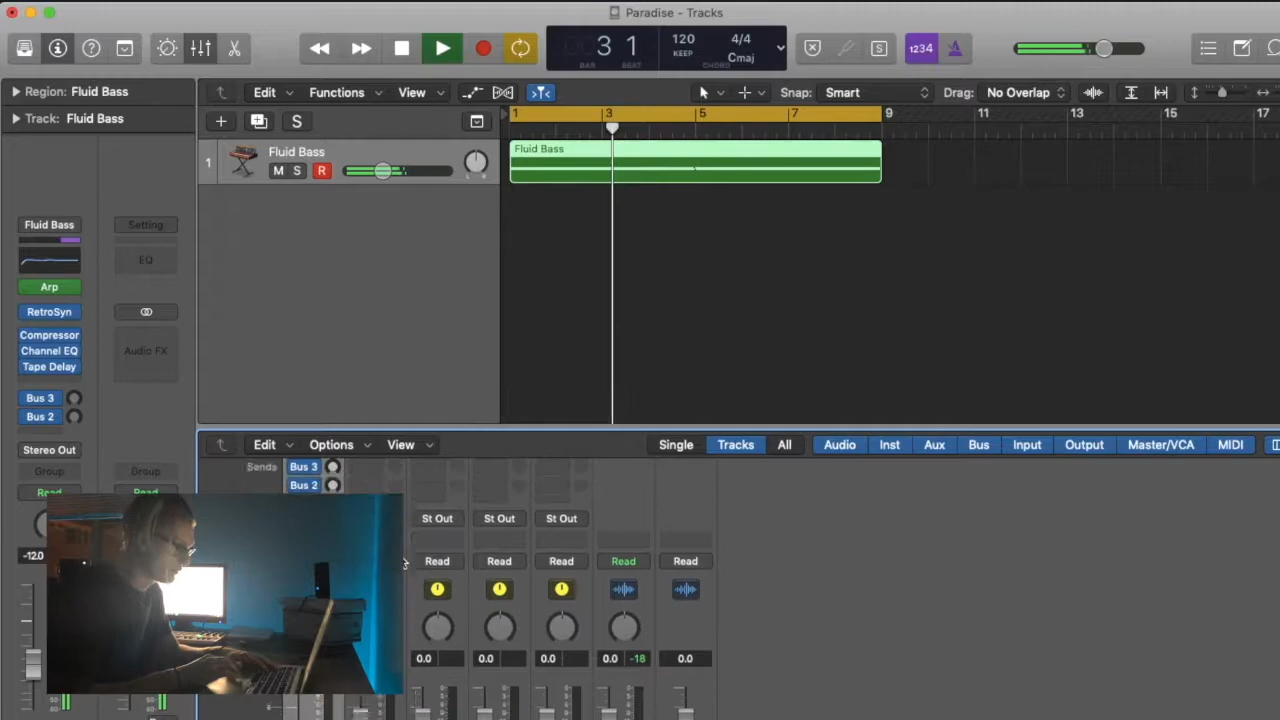 Paradise - Tracks
3 1
BAR BEAT
120
KEEP
4/4
Cmaj
1234
S
Region: Fluid Bass
Edit Functions View
Snap: Smart
Drag: No Overlap
Track: Fluid Bass
S
1 3 5 7 9 11 13 15 17
1
Fluid Bass
M S R
Fluid Bass
Fluid Bass
Setting
EQ
Arp
RetroSyn
Compressor
Channel EQ
Tape Delay
Audio FX
Bus 3
Bus 2
Stereo Out
Group Group
Read Read
-12.0
Edit Options View
Single Tracks All
Audio Inst Aux Bus Input Output Master/VCA MIDI
Sends
Bus 3
Bus 2
St Out St Out St Out
Read Read Read Read Read
0.0 0.0 0.0 0.0 -18 0.0